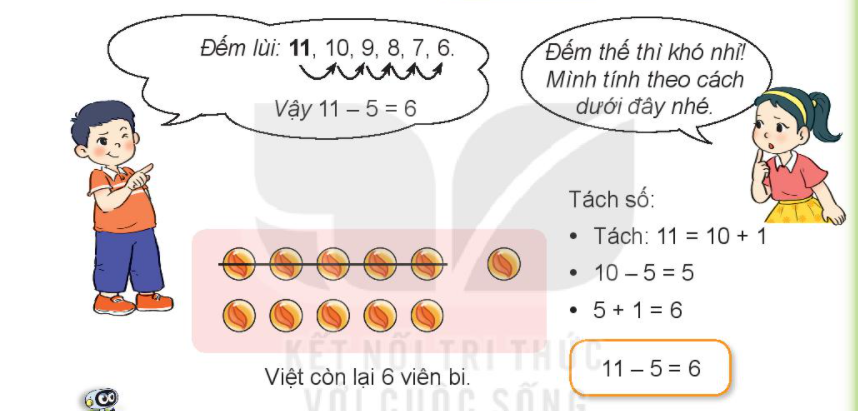 Đếm lùi: 11, 10, 9, 8, 7, 6.
Vậy 11 – 5 = 6
Đếm thế thì khó nhỉ!
Mình tính theo cách
dưới đây nhé.
Tách số:
• Tách: 11 = 10 + 1
• 10 – 5 = 5
• 5 + 1 = 6
11 – 5 = 6
Việt còn lại 6 viên bi.
KẾT NỐI TRI THỨC
VỚI CUỘC SỐNG